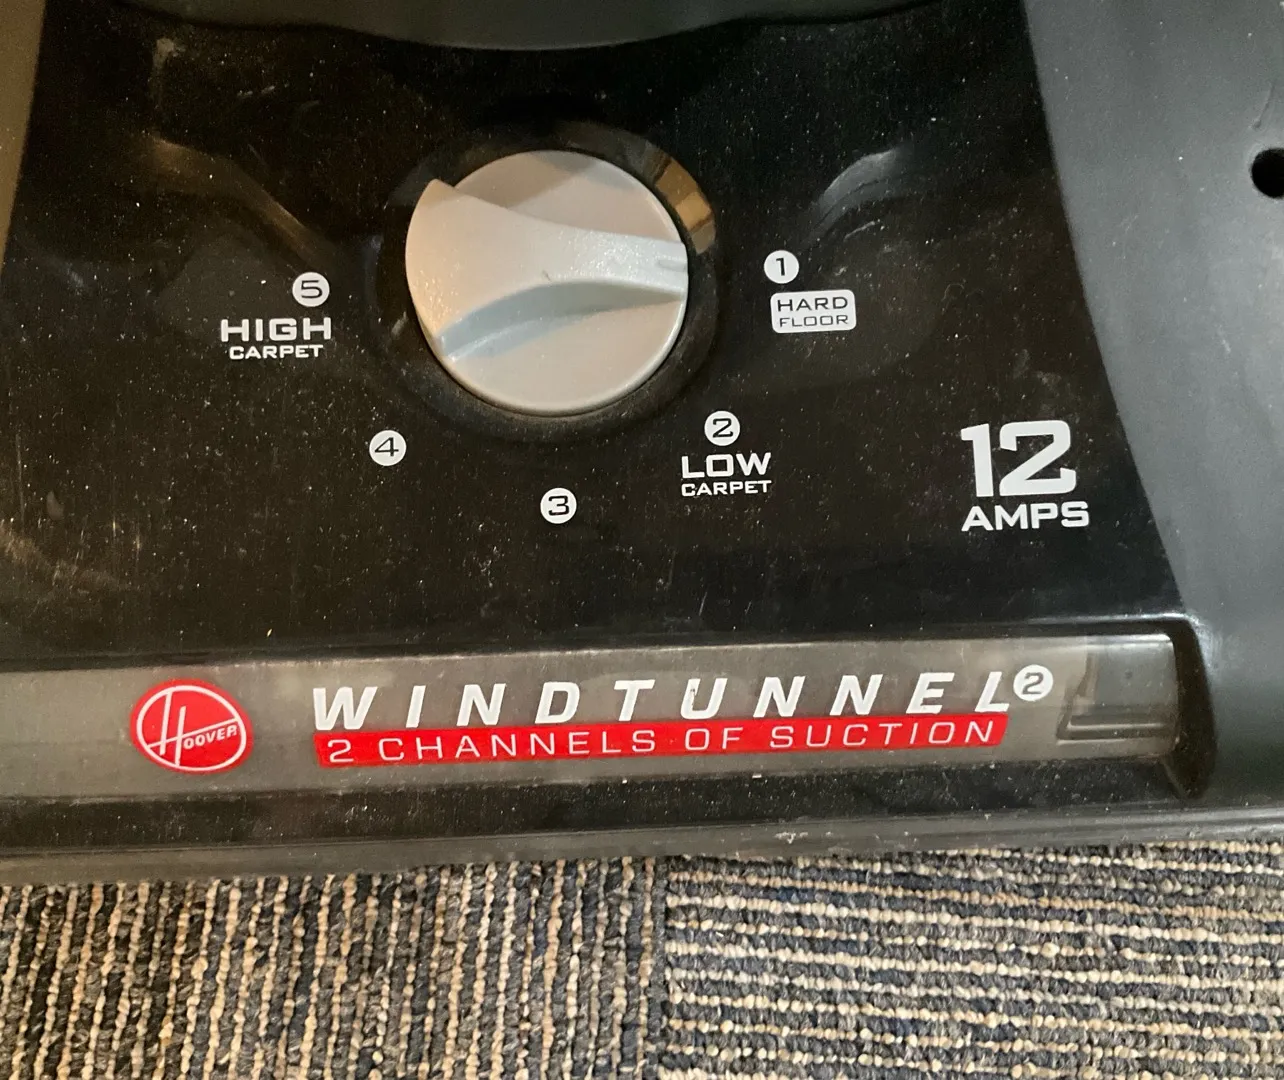 1
HARD
FLOOR
5
HIGH
CARPET
2
LOW
CARPET
4
3
12
AMPS
HOOVER
WINDTUNNEL 2
2 CHANNELS OF SUCTION